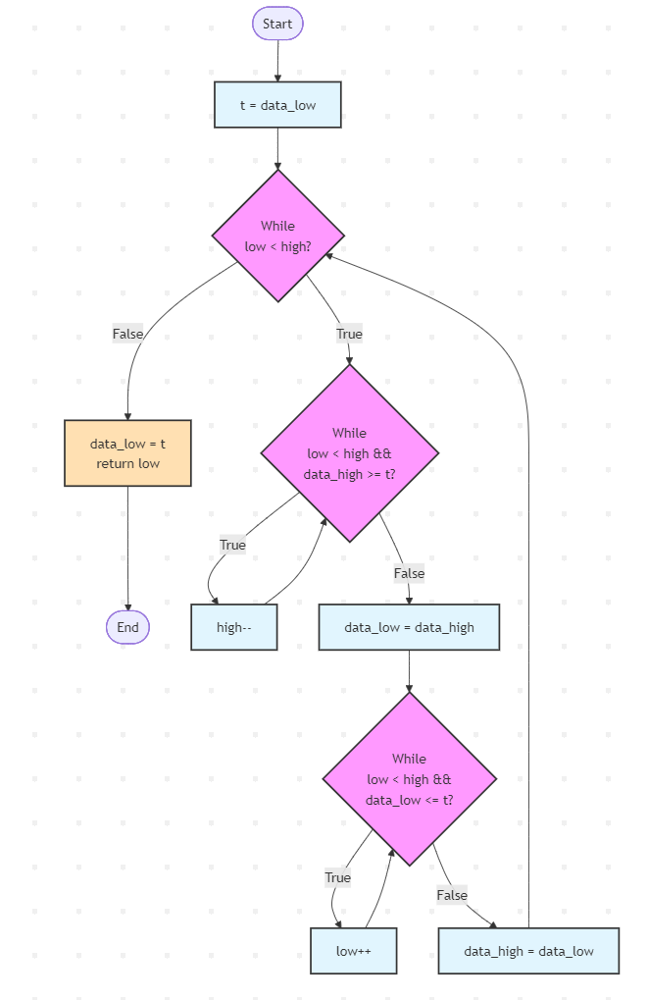 Start
t = data_low
While
low < high?
False
True
data_low = t
return low
While
low < high &&
data_high >= t?
True
False
End
high--
data_low = data_high
While
low < high &&
data_low <= t?
True
False
low++
data_high = data_low